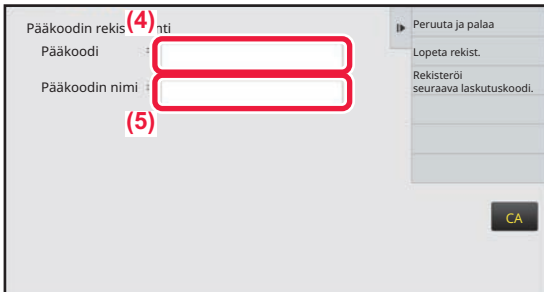 (4)
Pääkoodin rekis nti
Pääkoodi :
Pääkoodin nimi :
(5)
Peruuta ja palaa
Lopeta rekist.
Rekisteröi
seuraava laskutuskoodi.
CA